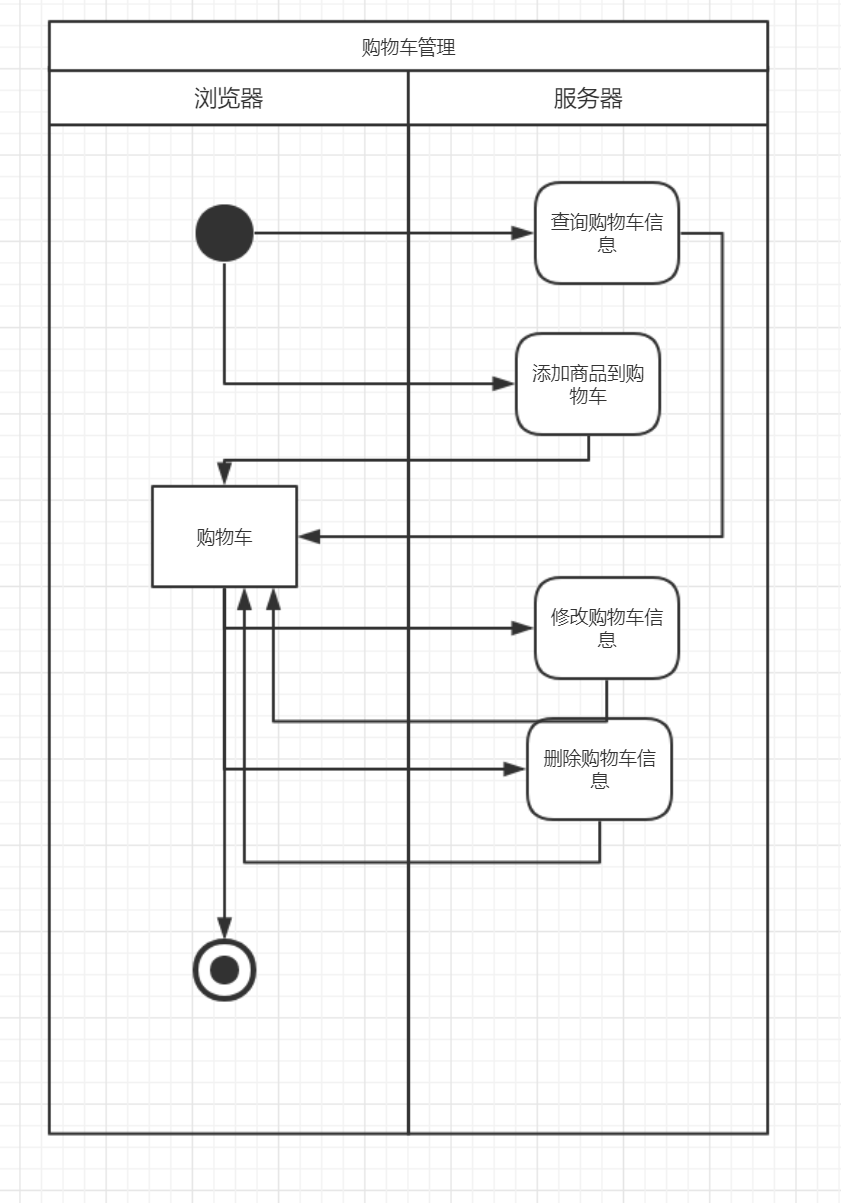 购物车管理
浏览器
服务器
查询购物车信
息
添加商品到购
物车
购物车
修改购物车信
息
删除购物车信
息